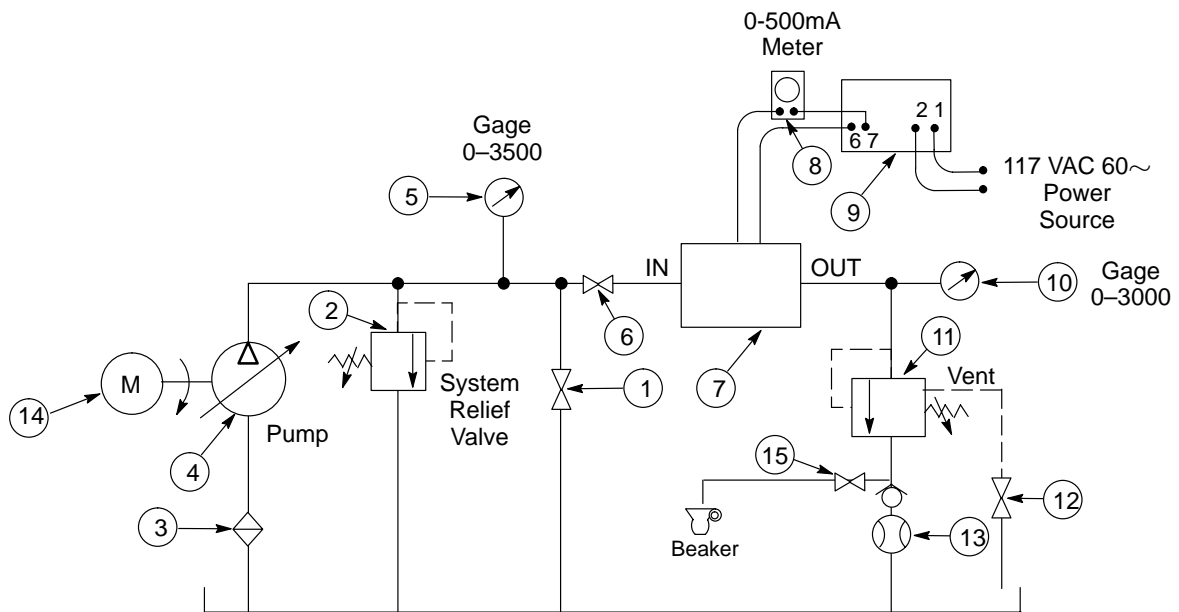 0-500mA
Meter
2 1
6 7
Gage
0–3500
8
117 VAC 60~
Power
Source
5
9
IN
OUT
10
Gage
0–3000
2
6
11
M
7
Vent
1
14
System
Relief
Valve
Pump
4
15
12
3
Beaker
13